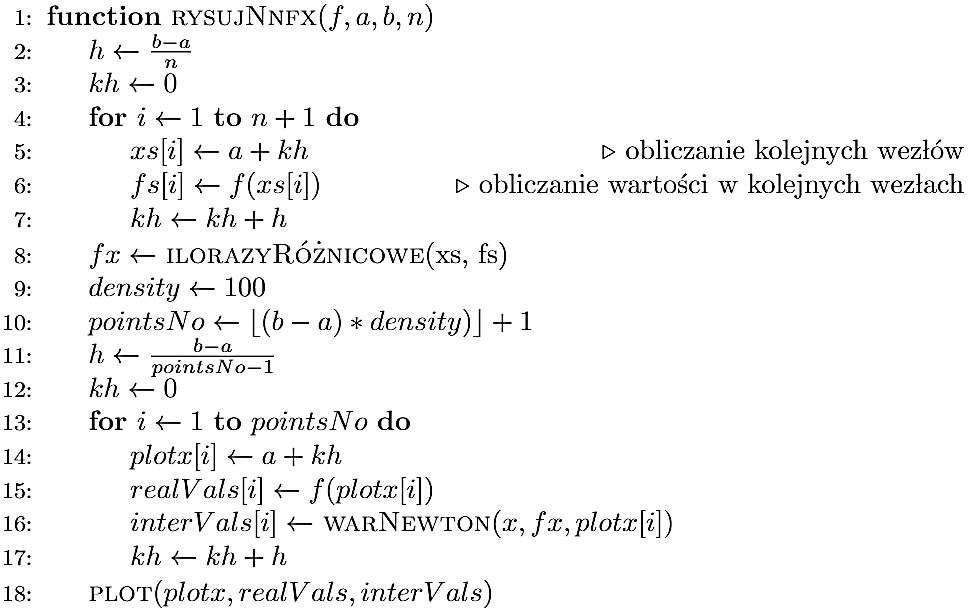 1: function RYSUJNNFX(f, a, b, n)
2: h ← \frac{b−a}{n}
3: kh ← 0
4: for i ← 1 to n + 1 do
5: xs[i] ← a + kh ▷ obliczanie kolejnych wezłów
6: fs[i] ← f(xs[i]) ▷ obliczanie wartości w kolejnych wezłach
7: kh ← kh + h
8: fx ← ILORAZYRÓŻNICOWE(xs, fs)
9: density ← 100
10: pointsNo ← ⌊(b − a) ∗ density)⌋ + 1
11: h ← \frac{b−a}{pointsNo−1}
12: kh ← 0
13: for i ← 1 to pointsNo do
14: plotx[i] ← a + kh
15: realVals[i] ← f(plotx[i])
16: interVals[i] ← WARNEWTON(x, fx, plotx[i])
17: kh ← kh + h
18: PLOT(plotx, realVals, interVals)